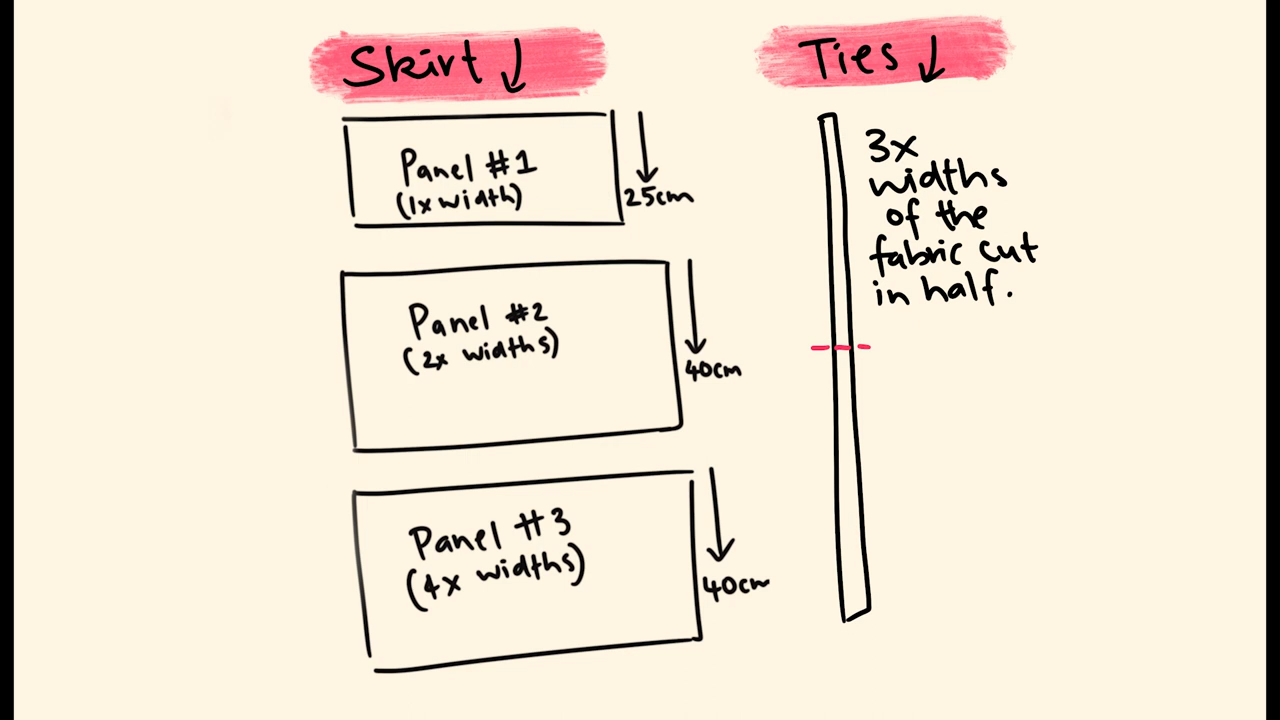 Skirt ↓
Panel #1
(1x width)
25cm
Panel #2
(2x widths)
40cm
Panel #3
(4x widths)
40cm
Ties ↓
3x
widths
of the
fabric cut
in half.